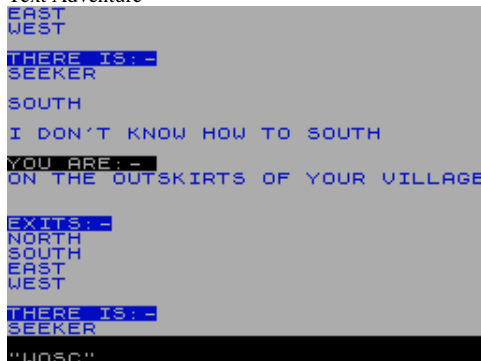 Text Adventure
EAST
WEST
THERE IS:-
SEEKER
SOUTH
I DON'T KNOW HOW TO SOUTH
YOU ARE:-
ON THE OUTSKIRTS OF YOUR VILLAGE
EXITS:-
NORTH
SOUTH
EAST
WEST
THERE IS:-
SEEKER
"WOSC"